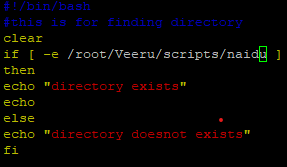 #!/bin/bash
#this is for finding directory
clear
if [ -e /root/Veeru/scripts/naidu ]
then
echo "directory exists"
echo
else
echo "directory doesnot exists"
fi